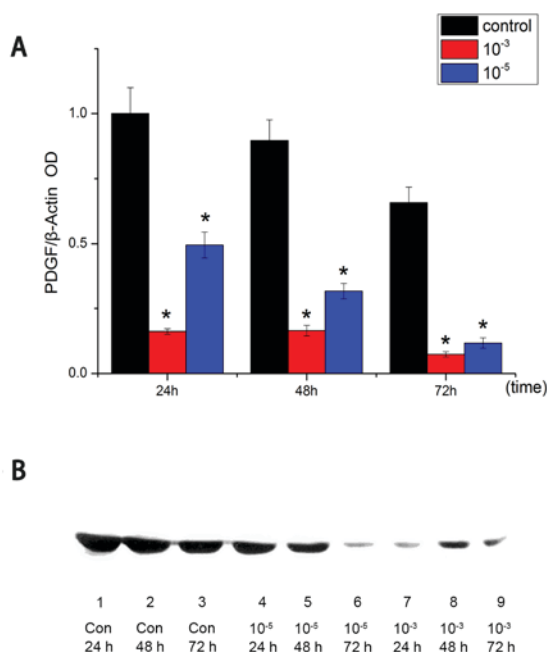 A
control
10⁻³
10⁻⁵
PDGF/β-Actin OD
1.0
0.5
0.0
24h 48h 72h (time)
* * * * * *
B
1 2 3 4 5 6 7 8 9
Con Con Con 10⁻⁵ 10⁻⁵ 10⁻⁵ 10⁻³ 10⁻³ 10⁻³
24 h 48 h 72 h 24 h 48 h 72 h 24 h 48 h 72 h